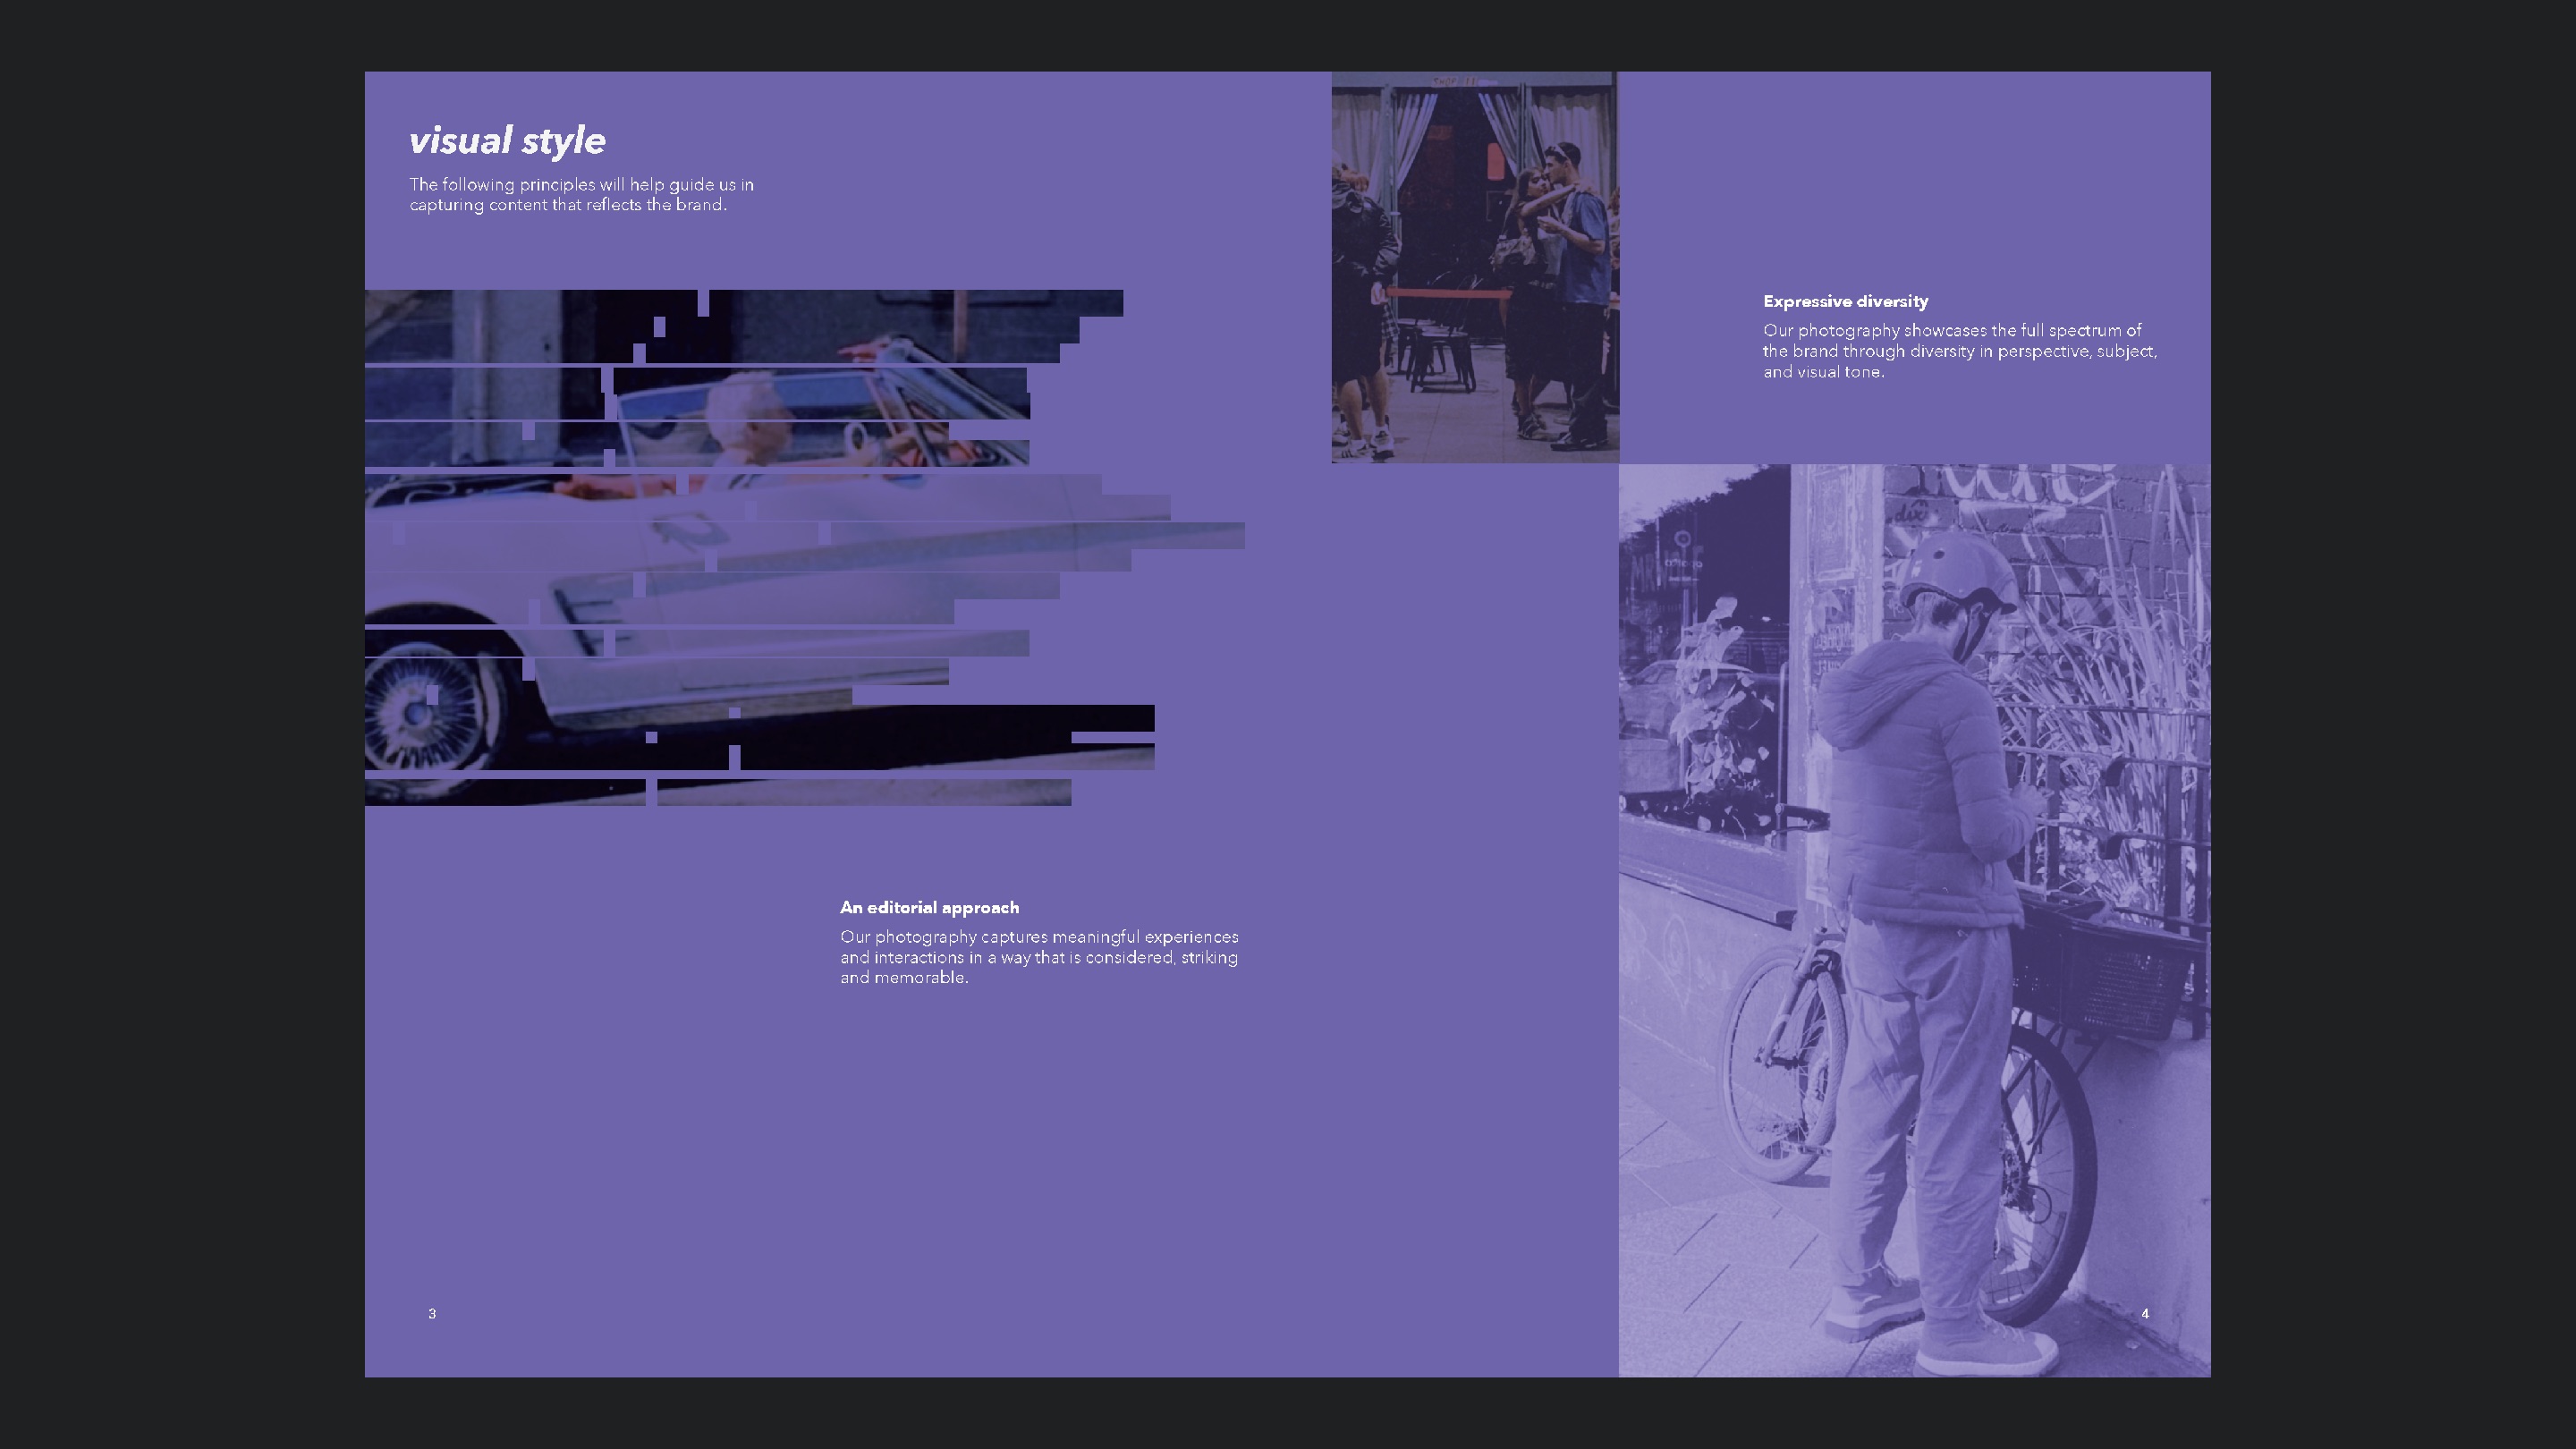 visual style
The following principles will help guide us in
capturing content that reflects the brand.
SHOP 11
Expressive diversity
Our photography showcases the full spectrum of
the brand through diversity in perspective, subject,
and visual tone.
An editorial approach
Our photography captures meaningful experiences
and interactions in a way that is considered, striking
and memorable.
3
4